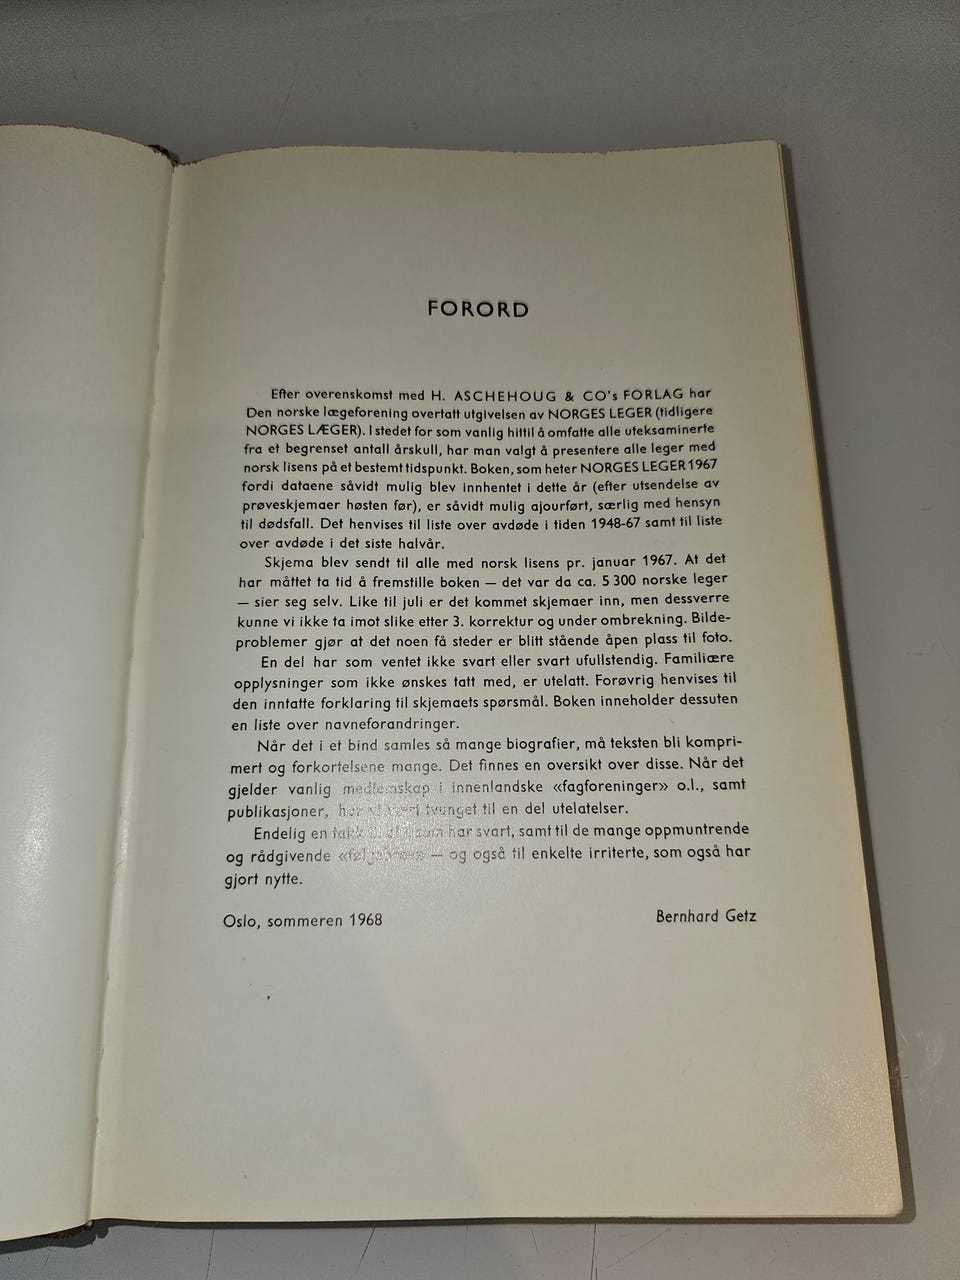 FORORD
Efter overenskomst med H. ASCHEHOUG & CO's FORLAG har
Den norske lægeforening overtatt utgivelsen av NORGES LEGER (tidligere
NORGES LÆGER). I stedet for som vanlig hittil å omfatte alle uteksaminerte
fra et begrenset antall årskull, har man valgt å presentere alle leger med
norsk lisens på et bestemt tidspunkt. Boken, som heter NORGES LEGER 1967
fordi dataene såvidt mulig blev innhentet i dette år (efter utsendelse av
prøveskjemaer høsten før), er såvidt mulig ajourført, særlig med hensyn
til dødsfall. Det henvises til liste over avdøde i tiden 1948-67 samt til liste
over avdøde i det siste halvår.
Skjema blev sendt til alle med norsk lisens pr. januar 1967. At det
har måttet ta tid å fremstille boken — det var da ca. 5 300 norske leger
— sier seg selv. Like til juli er det kommet skjemaer inn, men dessverre
kunne vi ikke ta imot slike etter 3. korrektur og under ombrekning. Bilde-
problemer gjør at det noen få steder er blitt stående åpen plass til foto.
En del har som ventet ikke svart eller svart ufullstendig. Familiære
opplysninger som ikke ønskes tatt med, er utelatt. Forøvrig henvises til
den inntatte forklaring til skjemaets spørsmål. Boken inneholder dessuten
en liste over navneforandringer.
Når det i et bind samles så mange biografier, må teksten bli kompri-
mert og forkortelsene mange. Det finnes en oversikt over disse. Når det
gjelder vanlig medlemskap i innenlandske «fagforeninger» o.l., samt
publikasjoner, har vi vært tvunget til en del utelatelser.
Endelig en takk til som har svart, samt til de mange oppmuntrende
og rådgivende «følgebrev» — og også til enkelte irriterte, som også har
gjort nytte.
Oslo, sommeren 1968
Bernhard Getz